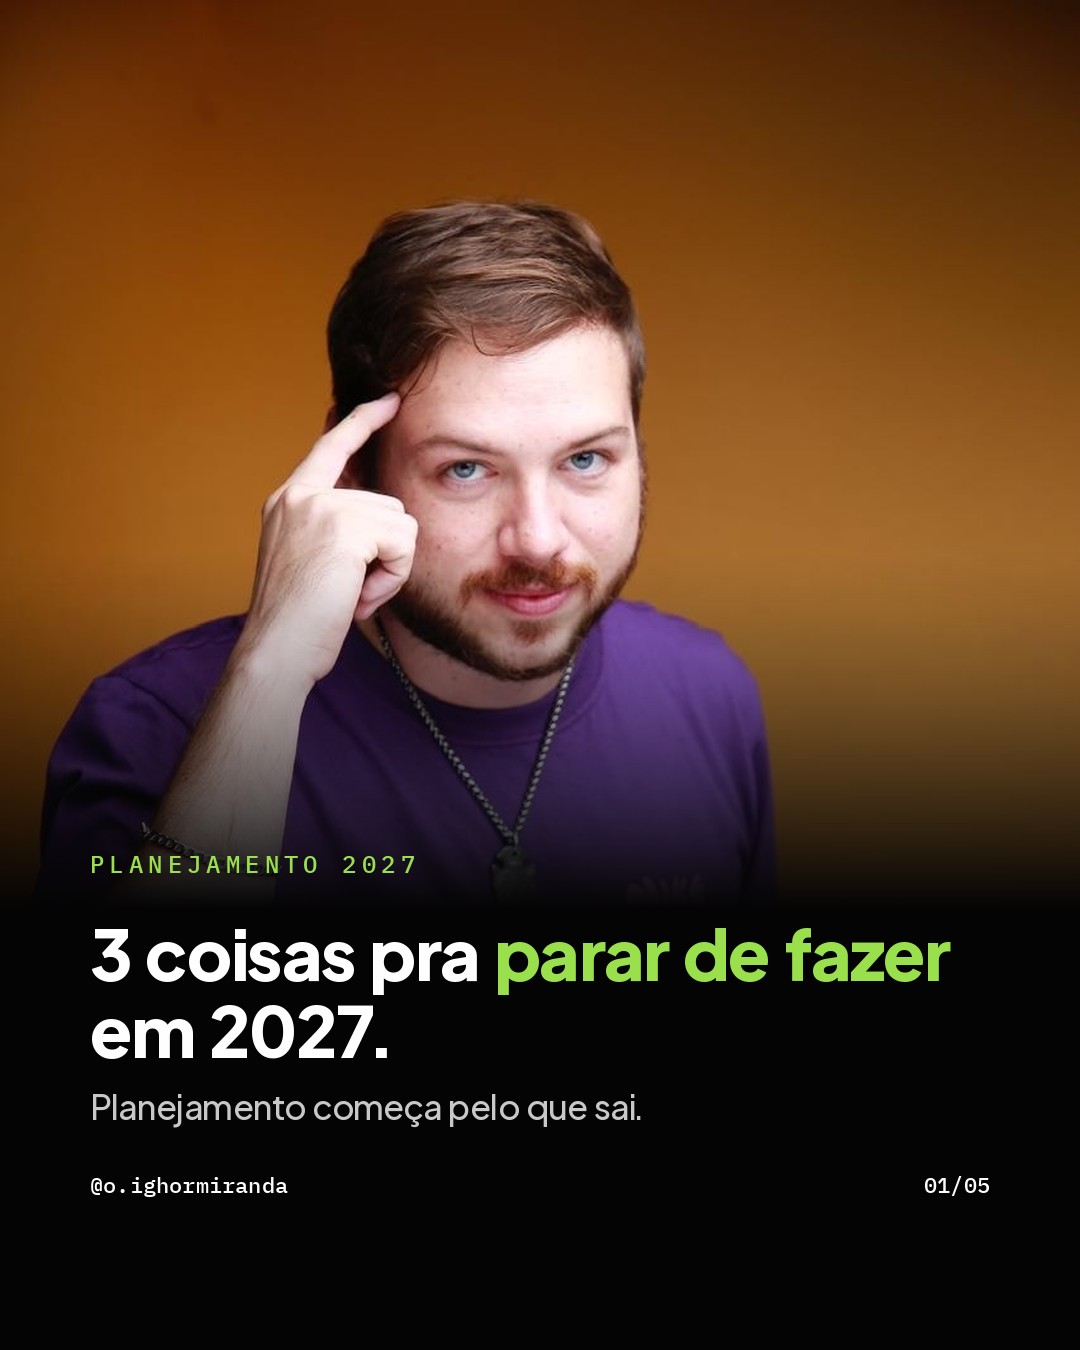 PLANEJAMENTO 2027
3 coisas pra parar de fazer
em 2027.
Planejamento começa pelo que sai.
@o.ighormiranda
01/05